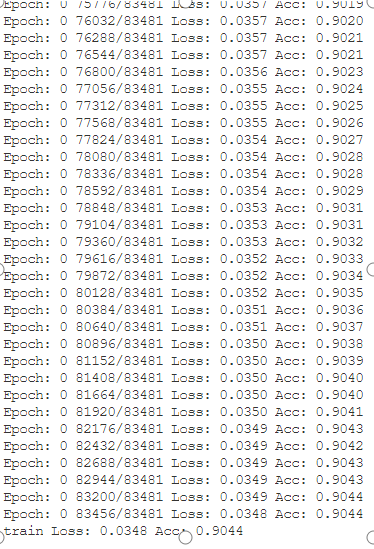 Epoch: 0 75776/83481 Loss: 0.0357 Acc: 0.9019
Epoch: 0 76032/83481 Loss: 0.0357 Acc: 0.9020
Epoch: 0 76288/83481 Loss: 0.0357 Acc: 0.9021
Epoch: 0 76544/83481 Loss: 0.0357 Acc: 0.9021
Epoch: 0 76800/83481 Loss: 0.0356 Acc: 0.9023
Epoch: 0 77056/83481 Loss: 0.0355 Acc: 0.9024
Epoch: 0 77312/83481 Loss: 0.0355 Acc: 0.9025
Epoch: 0 77568/83481 Loss: 0.0355 Acc: 0.9026
Epoch: 0 77824/83481 Loss: 0.0354 Acc: 0.9027
Epoch: 0 78080/83481 Loss: 0.0354 Acc: 0.9028
Epoch: 0 78336/83481 Loss: 0.0354 Acc: 0.9028
Epoch: 0 78592/83481 Loss: 0.0354 Acc: 0.9029
Epoch: 0 78848/83481 Loss: 0.0353 Acc: 0.9031
Epoch: 0 79104/83481 Loss: 0.0353 Acc: 0.9031
Epoch: 0 79360/83481 Loss: 0.0353 Acc: 0.9032
Epoch: 0 79616/83481 Loss: 0.0352 Acc: 0.9033
Epoch: 0 79872/83481 Loss: 0.0352 Acc: 0.9034
Epoch: 0 80128/83481 Loss: 0.0352 Acc: 0.9035
Epoch: 0 80384/83481 Loss: 0.0351 Acc: 0.9036
Epoch: 0 80640/83481 Loss: 0.0351 Acc: 0.9037
Epoch: 0 80896/83481 Loss: 0.0350 Acc: 0.9038
Epoch: 0 81152/83481 Loss: 0.0350 Acc: 0.9039
Epoch: 0 81408/83481 Loss: 0.0350 Acc: 0.9040
Epoch: 0 81664/83481 Loss: 0.0350 Acc: 0.9040
Epoch: 0 81920/83481 Loss: 0.0350 Acc: 0.9041
Epoch: 0 82176/83481 Loss: 0.0349 Acc: 0.9043
Epoch: 0 82432/83481 Loss: 0.0349 Acc: 0.9042
Epoch: 0 82688/83481 Loss: 0.0349 Acc: 0.9043
Epoch: 0 82944/83481 Loss: 0.0349 Acc: 0.9043
Epoch: 0 83200/83481 Loss: 0.0349 Acc: 0.9044
Epoch: 0 83456/83481 Loss: 0.0348 Acc: 0.9044
train Loss: 0.0348 Acc: 0.9044